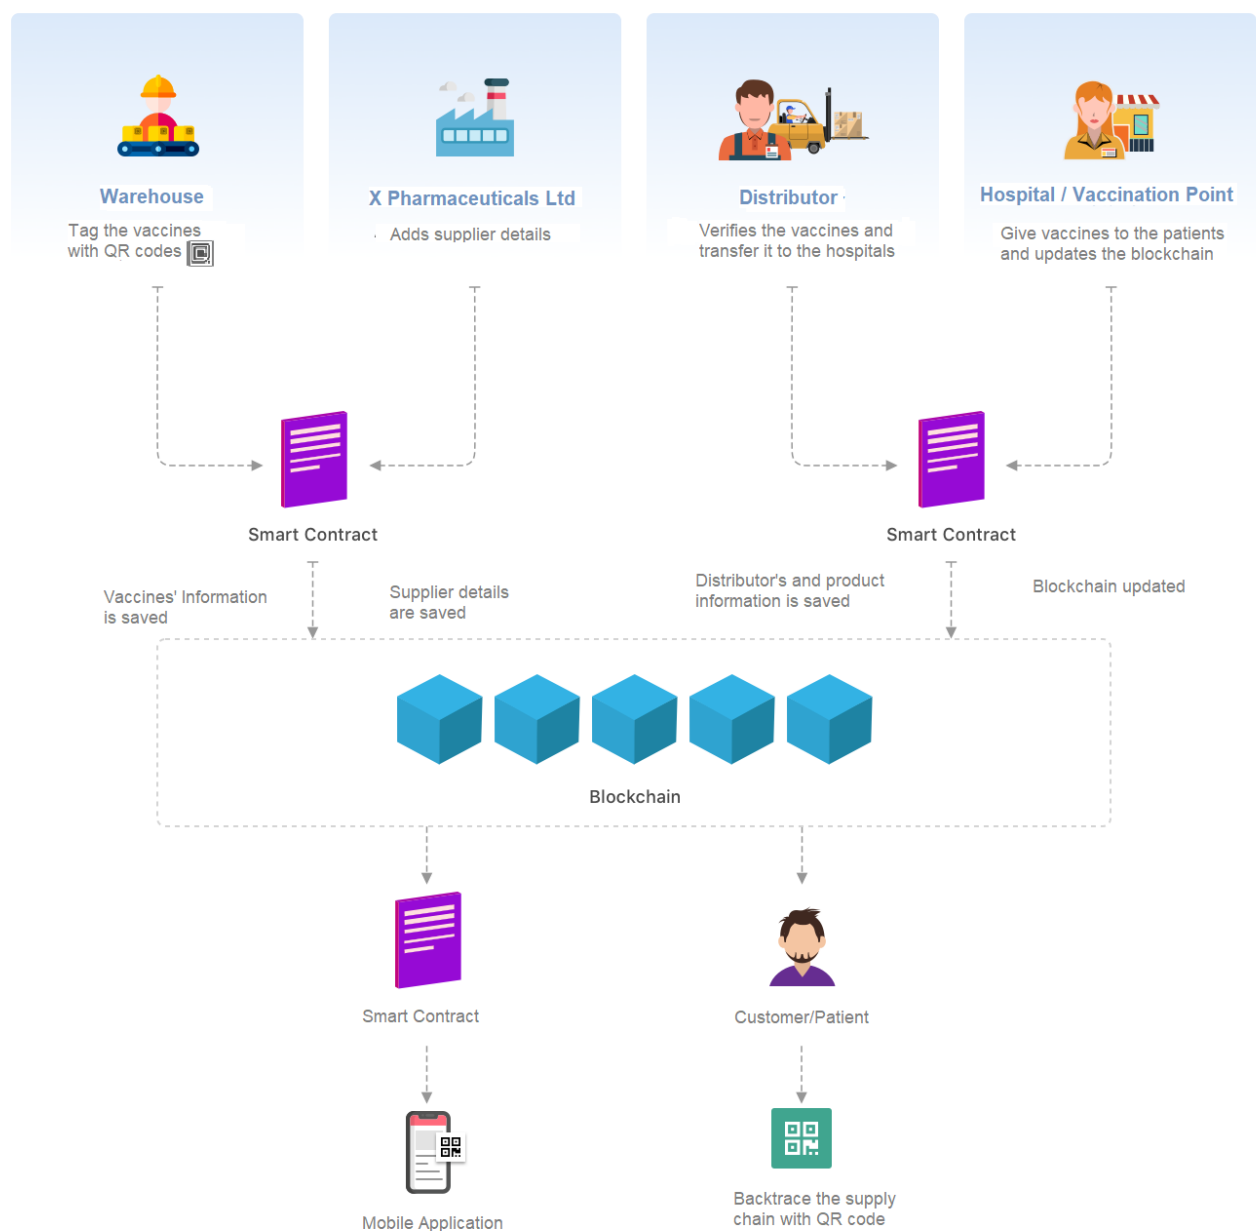 Warehouse
Tag the vaccines
with QR codes
X Pharmaceuticals Ltd
Adds supplier details
Distributor
Verifies the vaccines and
transfer it to the hospitals
Hospital / Vaccination Point
Give vaccines to the patients
and updates the blockchain
Smart Contract
Smart Contract
Vaccines' Information
is saved
Supplier details
are saved
Distributor's and product
information is saved
Blockchain updated
Blockchain
Smart Contract
Customer/Patient
Mobile Application
Backtrace the supply
chain with QR code